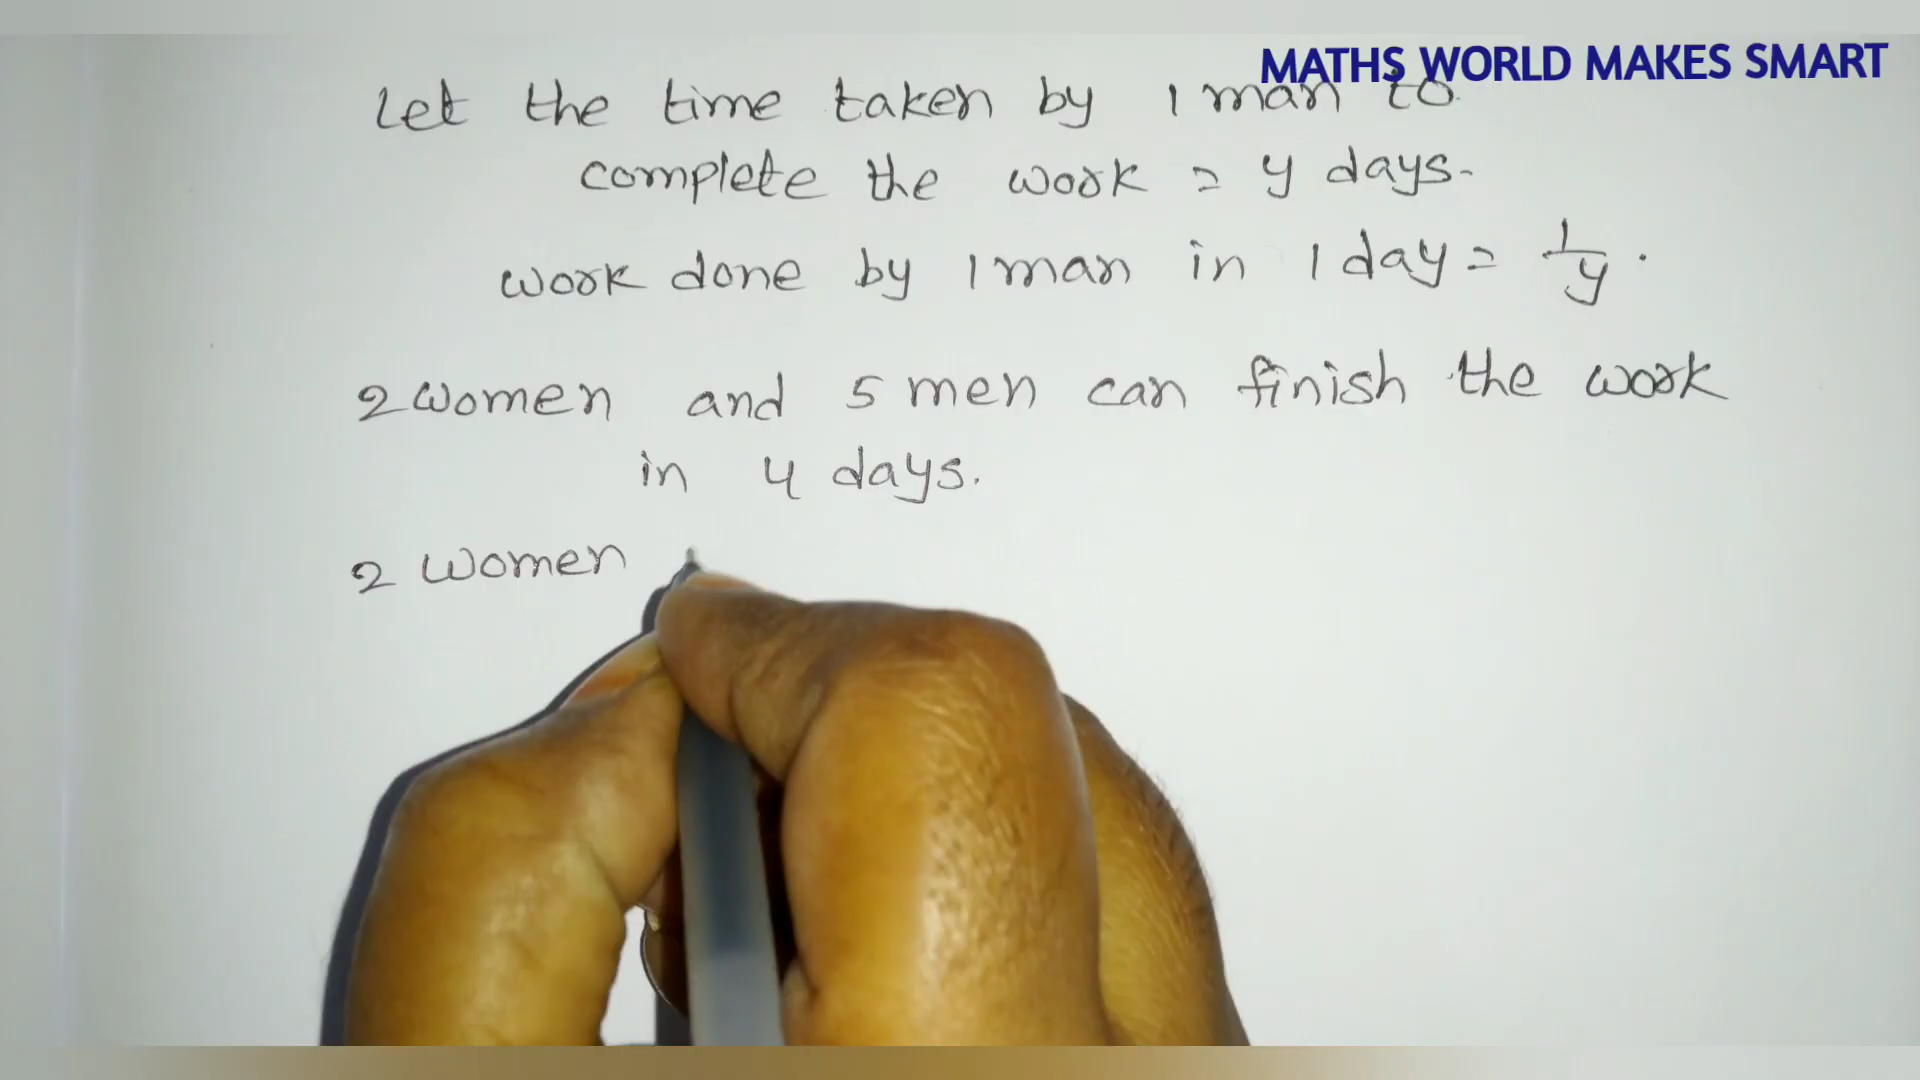 MATHS WORLD MAKES SMART
Let the time taken by 1 man to
complete the work = y days.
work done by 1 man in 1 day = 1/y .
2 women and 5 men can finish the work
in 4 days.
2 women